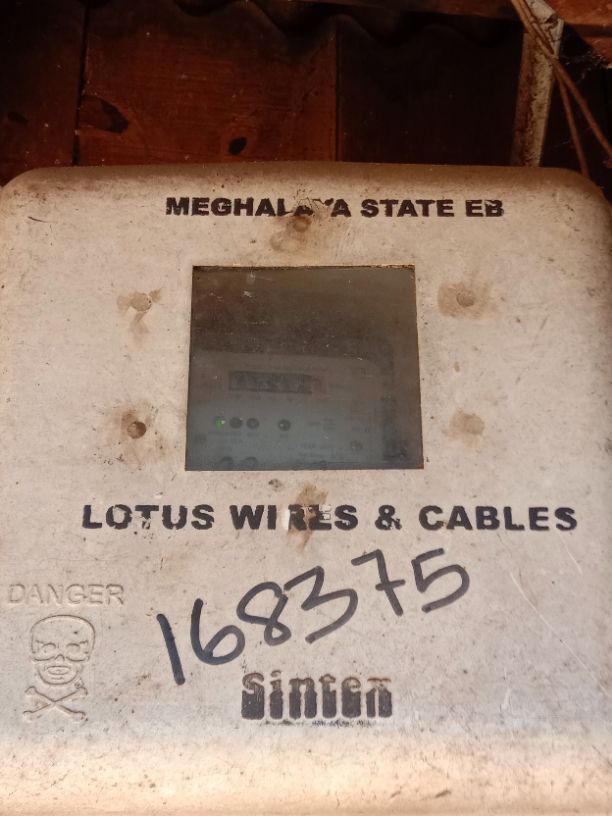 MEGHALAYA STATE EB
LOTUS WIRES & CABLES
DANGER
168375
Sintex